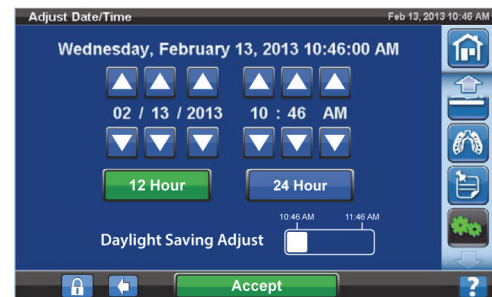 Adjust Date/Time Feb 13, 2013 10:46 AM
Wednesday, February 13, 2013 10:46:00 AM
02 / 13 / 2013 10 : 46 AM
12 Hour 24 Hour
10:46 AM 11:46 AM
Daylight Saving Adjust
Accept ?